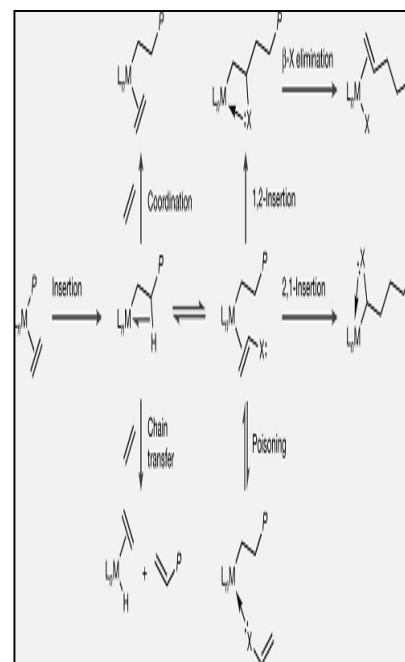 P
P
β-X elimination
LnM
LnM
X
LnM
X
Coordination
1,2-Insertion
P
Insertion
P
P
X
2,1-Insertion
LnM
LnM
H
LnM
X:
LnM
Chain
transfer
Poisoning
LnM
+
P
H
P
LnM
:X